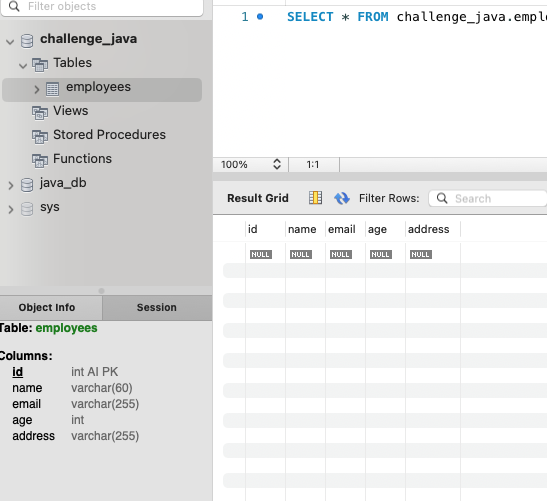 Filter objects
challenge_java
Tables
employees
Views
Stored Procedures
Functions
java_db
sys
Object Info Session
Table: employees
Columns:
id int AI PK
name varchar(60)
email varchar(255)
age int
address varchar(255)
1 SELECT * FROM challenge_java.emplo
100% 1:1
Result Grid Filter Rows: Search
id name email age address
NULL NULL NULL NULL NULL